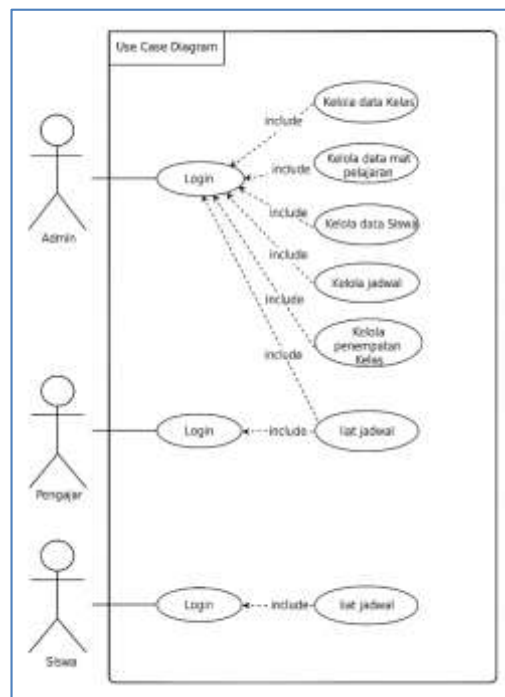 Use Case Diagram
Kelola data Kelas
include
Kelola data mat
pelajaran
include
Login
Admin
include
Kelola data Siswa
include
Kelola jadwal
include
Kelola
penempatan
Kelas
include
Login
include
liat jadwal
Pengajar
Login
include
liat jadwal
Siswa